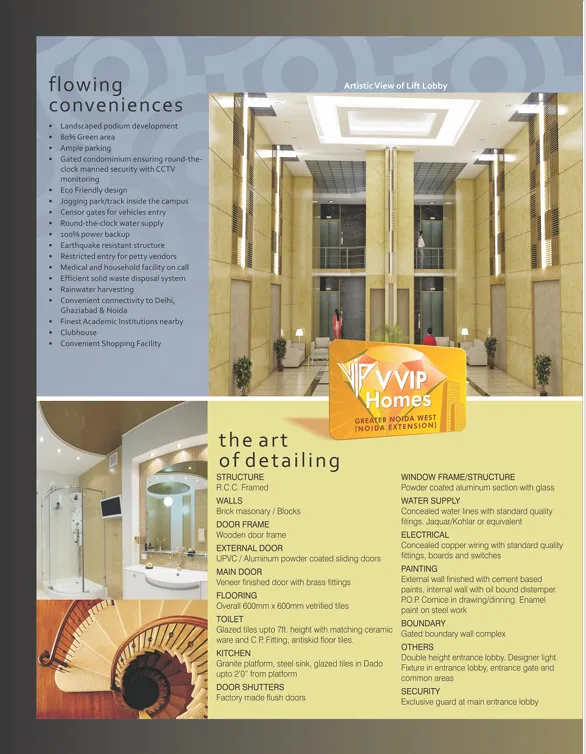 flowing
conveniences
• Landscaped podium development
• 80% Green area
• Ample parking
• Gated condominium ensuring round-the-
clock manned security with CCTV
monitoring
• Eco Friendly design
• Jogging park/track inside the campus
• Censor gates for vehicles entry
• Round-the-clock water supply
• 100% power backup
• Earthquake resistant structure
• Restricted entry for petty vendors
• Medical and household facility on call
• Efficient solid waste disposal system
• Rainwater harvesting
• Convenient connectivity to Delhi,
Ghaziabad & Noida
• Finest Academic Institutions nearby
• Clubhouse
• Convenient Shopping Facility
Artistic View of Lift Lobby
VVIP
VVIP
Homes
GREATER NOIDA WEST
(NOIDA EXTENSION)
the art
of detailing
STRUCTURE
R.C.C. Framed
WALLS
Brick masonary / Blocks
DOOR FRAME
Wooden door frame
EXTERNAL DOOR
UPVC / Aluminum powder coated sliding doors
MAIN DOOR
Veneer finished door with brass fittings
FLOORING
Overall 600mm x 600mm vetrified tiles
TOILET
Glazed tiles upto 7ft. height with matching ceramic
ware and C.P. Fitting, antiskid floor tiles.
KITCHEN
Granite platform, steel sink, glazed tiles in Dado
upto 2'0" from platform
DOOR SHUTTERS
Factory made flush doors
WINDOW FRAME/STRUCTURE
Powder coated aluminum section with glass
WATER SUPPLY
Concealed water lines with standard quality
fitings. Jaquar/Kohlar or equivalent
ELECTRICAL
Concealed copper wiring with standard quality
fittings, boards and switches
PAINTING
External wall finished with cement based
paints, internal wall with oil bound distemper.
P.O.P. Cornice in drawing/dinning. Enamel
paint on steel work
BOUNDARY
Gated boundary wall complex
OTHERS
Double height entrance lobby. Designer light.
Fixture in entrance lobby, entrance gate and
common areas
SECURITY
Exclusive guard at main entrance lobby